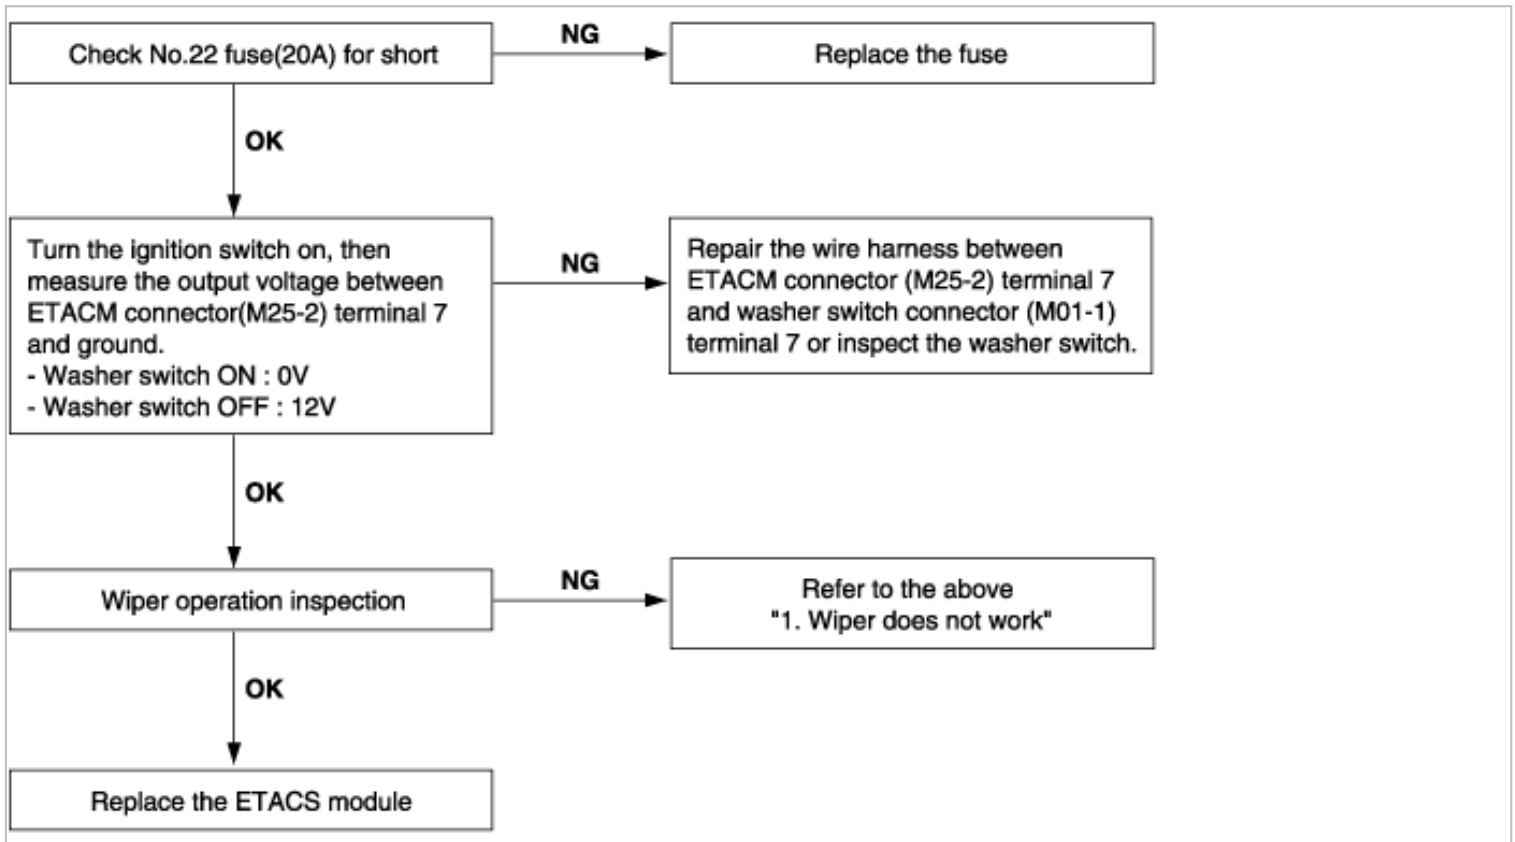 Check No.22 fuse(20A) for short
NG
Replace the fuse
OK
Turn the ignition switch on, then
measure the output voltage between
ETACM connector(M25-2) terminal 7
and ground.
- Washer switch ON : 0V
- Washer switch OFF : 12V
NG
Repair the wire harness between
ETACM connector (M25-2) terminal 7
and washer switch connector (M01-1)
terminal 7 or inspect the washer switch.
OK
Wiper operation inspection
NG
Refer to the above
"1. Wiper does not work"
OK
Replace the ETACS module